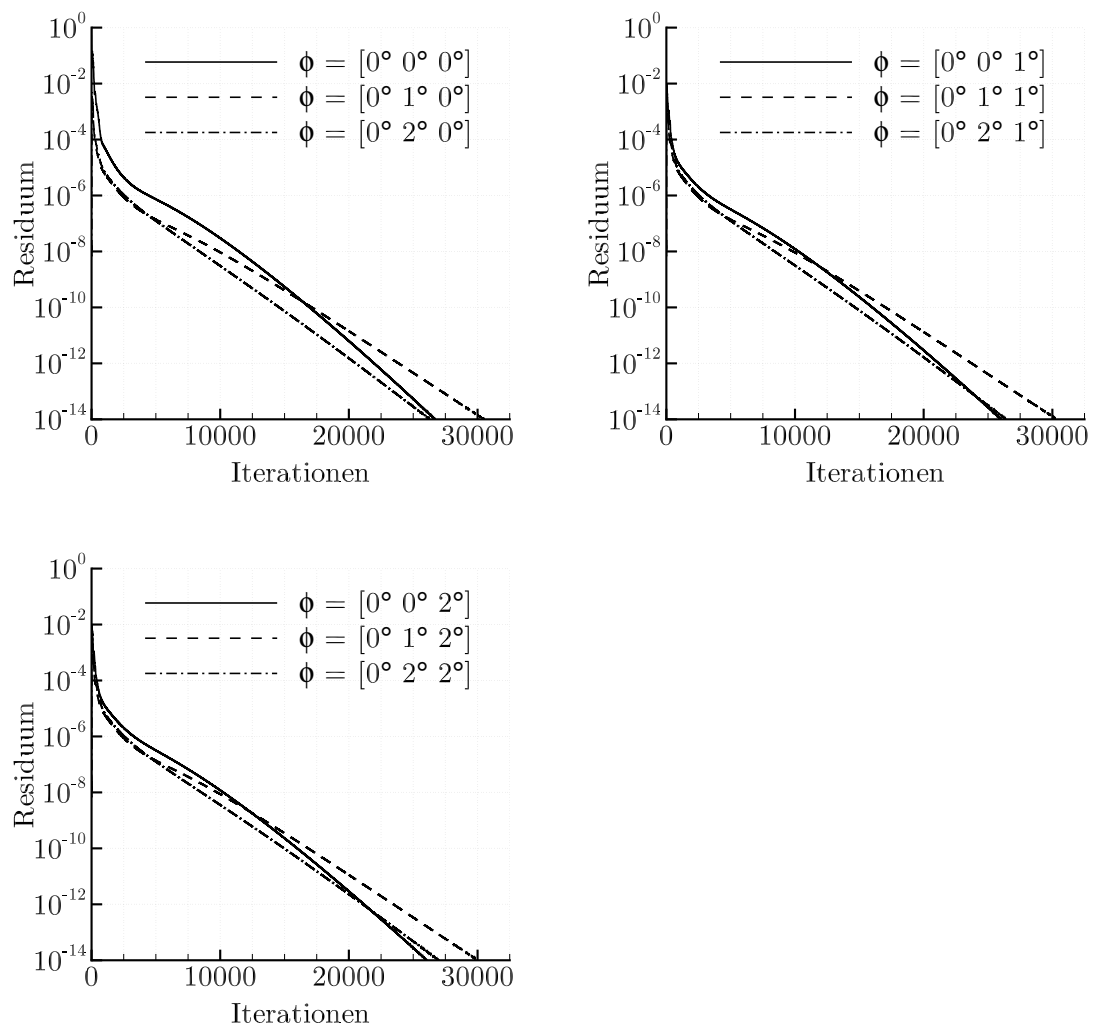 10^0
10^-2
10^-4
10^-6
10^-8
10^-10
10^-12
10^-14
Residuum
ϕ = [0° 0° 0°]
ϕ = [0° 1° 0°]
ϕ = [0° 2° 0°]
0 10000 20000 30000
Iterationen
10^0
10^-2
10^-4
10^-6
10^-8
10^-10
10^-12
10^-14
Residuum
ϕ = [0° 0° 1°]
ϕ = [0° 1° 1°]
ϕ = [0° 2° 1°]
0 10000 20000 30000
Iterationen
10^0
10^-2
10^-4
10^-6
10^-8
10^-10
10^-12
10^-14
Residuum
ϕ = [0° 0° 2°]
ϕ = [0° 1° 2°]
ϕ = [0° 2° 2°]
0 10000 20000 30000
Iterationen